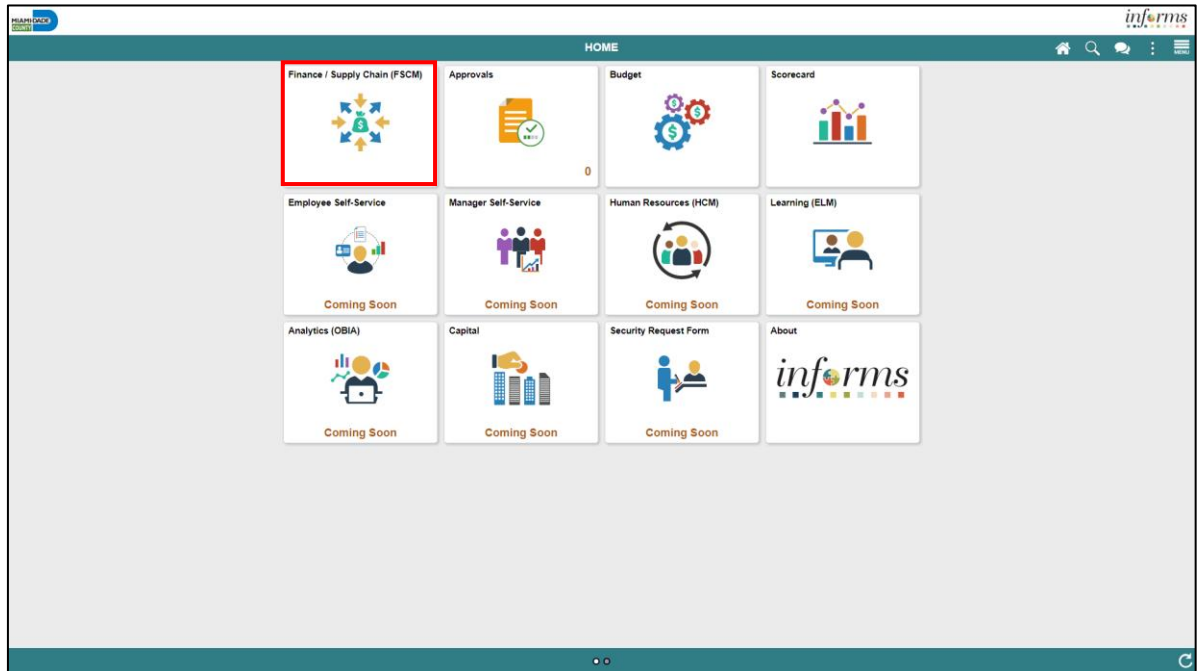 MIAMI-DADE
COUNTY
informs
HOME
MENU
Finance / Supply Chain (FSCM)
Approvals
Budget
Scorecard
0
Employee Self-Service
Manager Self-Service
Human Resources (HCM)
Learning (ELM)
Coming Soon
Coming Soon
Coming Soon
Coming Soon
Analytics (OBIA)
Capital
Security Request Form
About
informs
Coming Soon
Coming Soon
Coming Soon